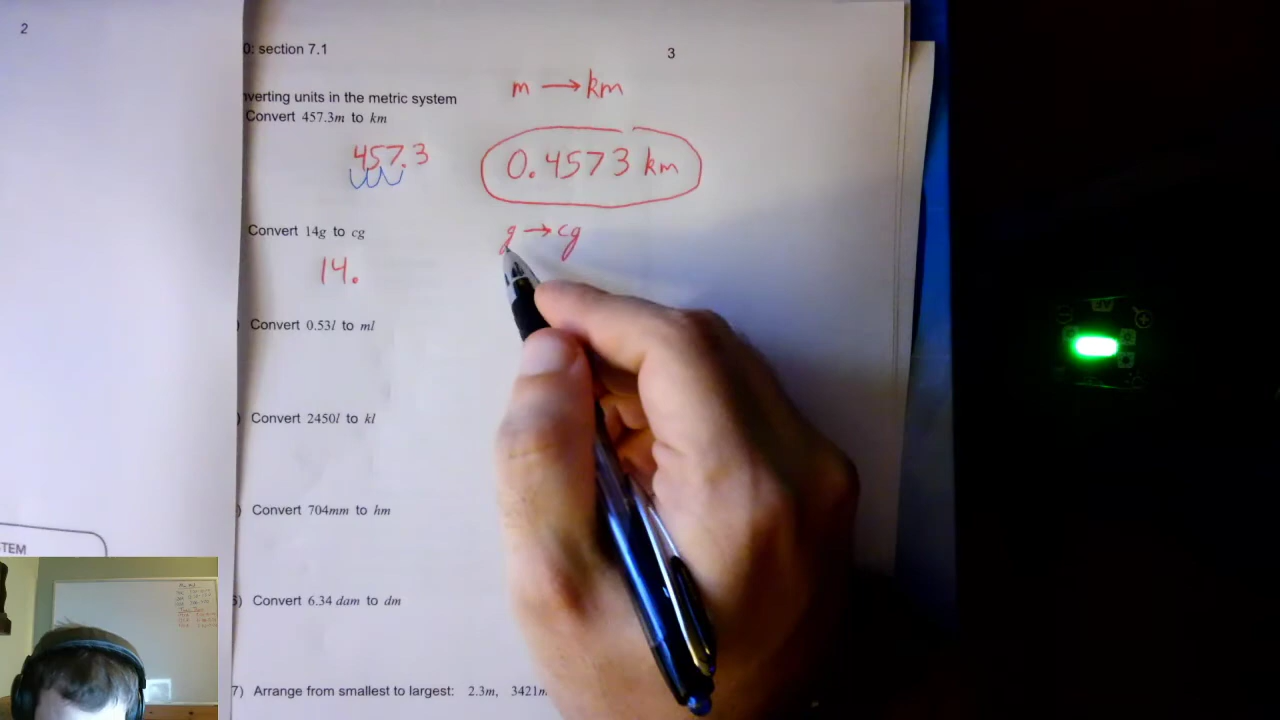 2
: section 7.1
3
verting units in the metric system
m → km
Convert 457.3m to km
457.3
0.4573 km
Convert 14g to cg
g → cg
14.
) Convert 0.53l to ml
) Convert 2450l to kl
) Convert 704mm to hm
) Convert 6.34 dam to dm
7) Arrange from smallest to largest: 2.3m, 3421
TEM